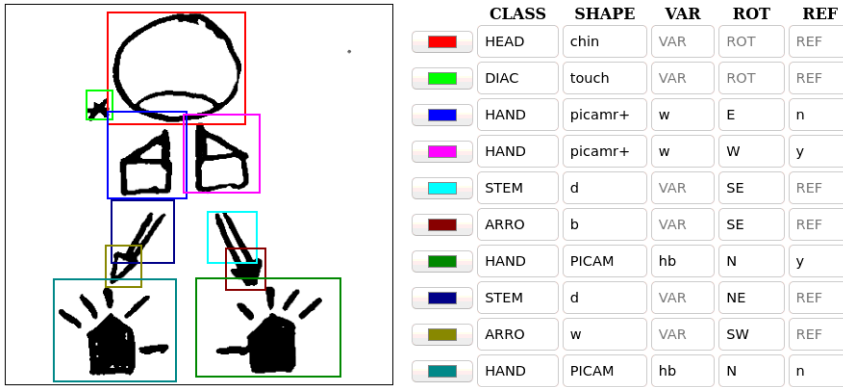 CLASS SHAPE VAR ROT REF
HEAD chin VAR ROT REF
DIAC touch VAR ROT REF
HAND picamr+ w E n
HAND picamr+ w W y
STEM d VAR SE REF
ARRO b VAR SE REF
HAND PICAM hb N y
STEM d VAR NE REF
ARRO w VAR SW REF
HAND PICAM hb N n